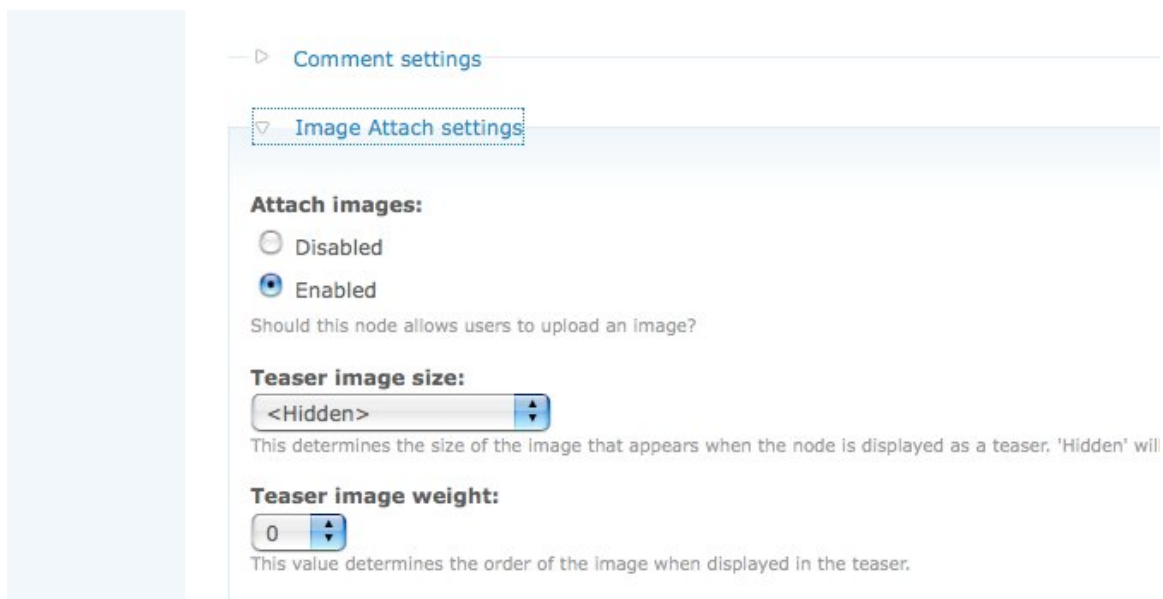 Comment settings
Image Attach settings
Attach images:
Disabled
Enabled
Should this node allows users to upload an image?
Teaser image size:
<Hidden>
This determines the size of the image that appears when the node is displayed as a teaser. 'Hidden' will
Teaser image weight:
0
This value determines the order of the image when displayed in the teaser.